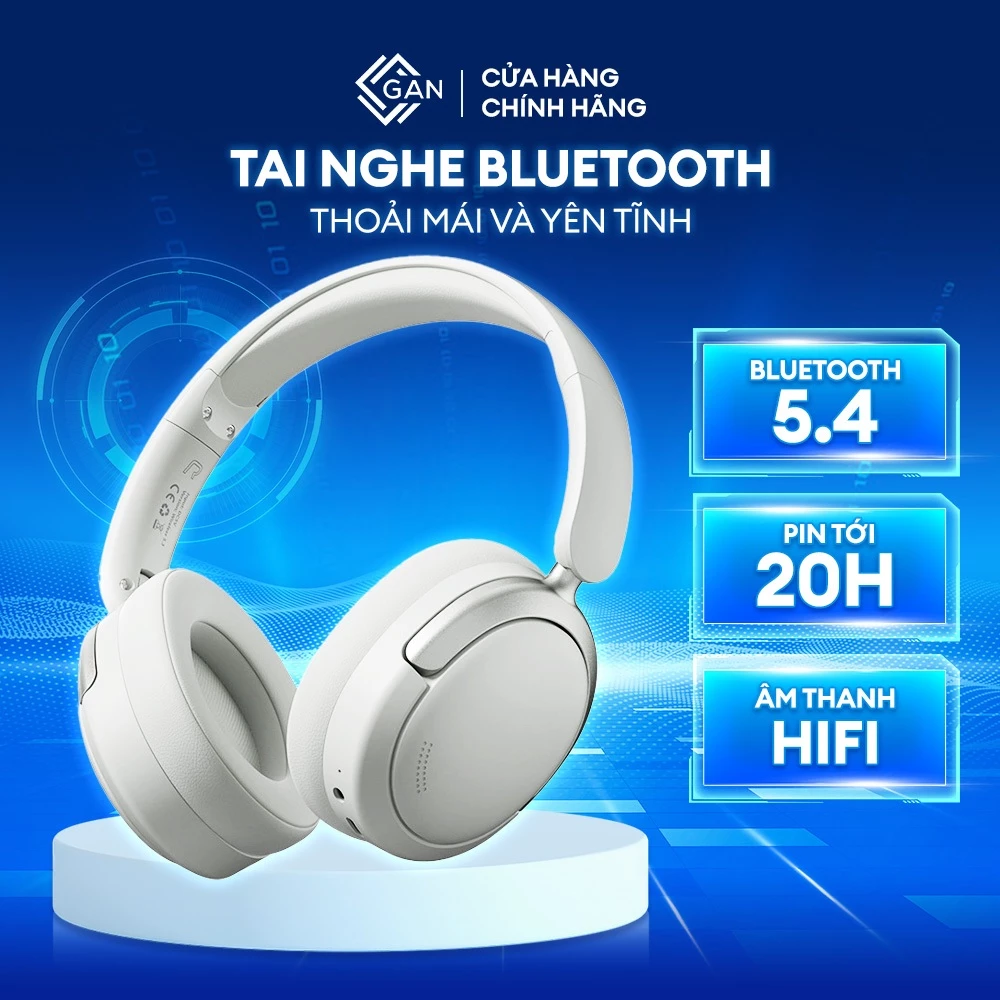 GAN
CỬA HÀNG
CHÍNH HÃNG
TAI NGHE BLUETOOTH
THOẢI MÁI VÀ YÊN TĨNH
BLUETOOTH
5.4
PIN TỚI
20H
ÂM THANH
HIFI